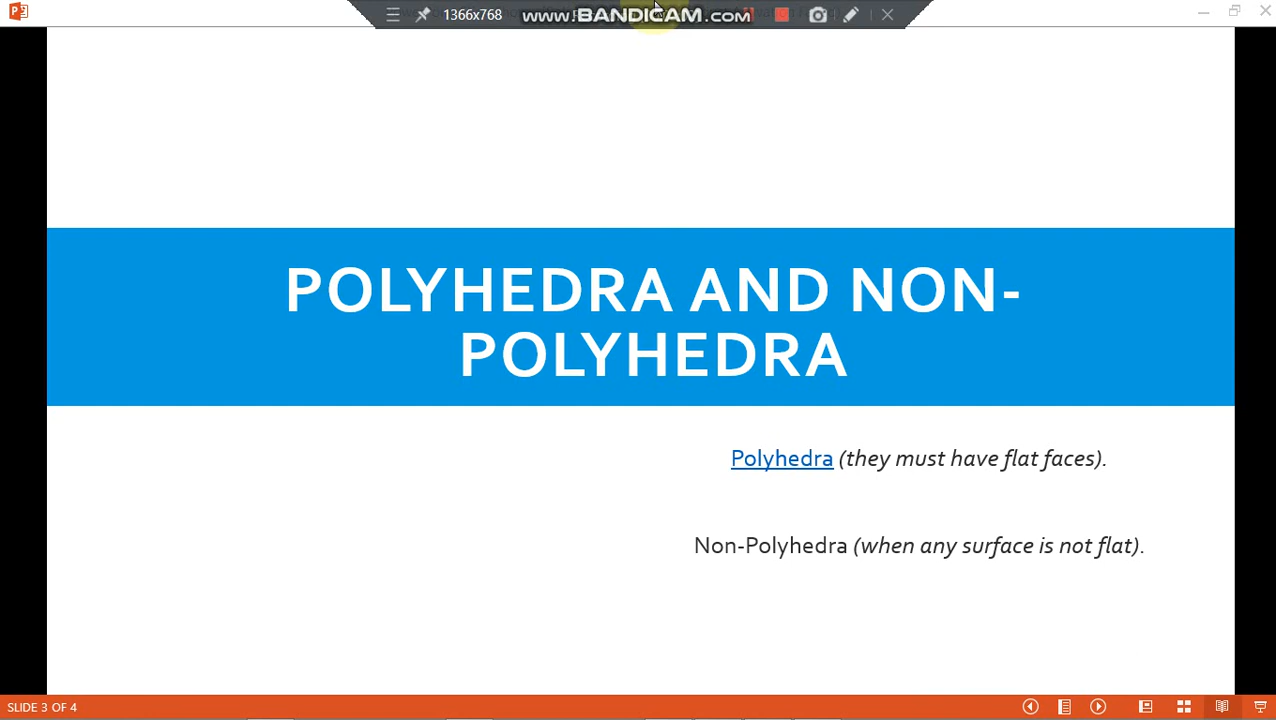 1366x768
www.BANDICAM.com
POLYHEDRA AND NON-
POLYHEDRA
Polyhedra (they must have flat faces).
Non-Polyhedra (when any surface is not flat).
SLIDE 3 OF 4